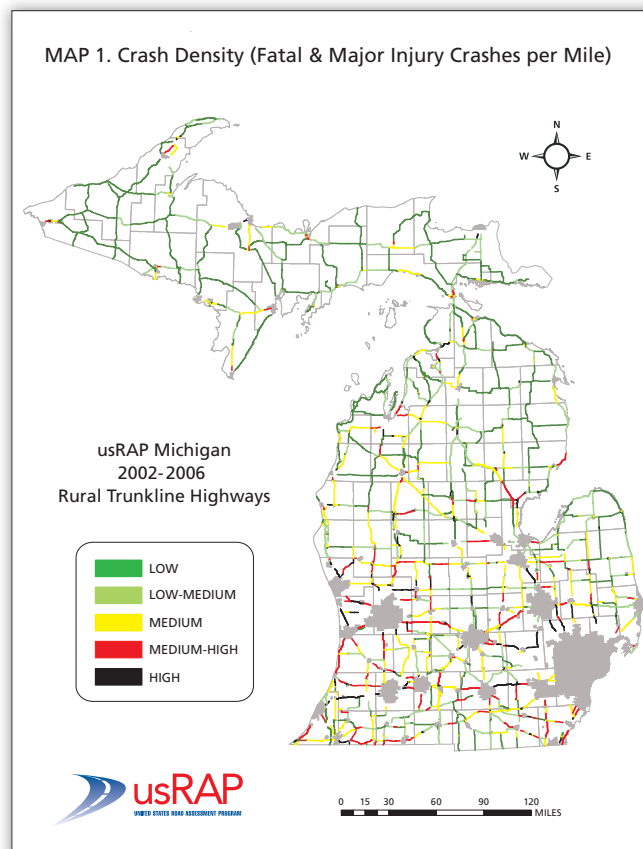 MAP 1. Crash Density (Fatal & Major Injury Crashes per Mile)
N
W E
S
usRAP Michigan
2002-2006
Rural Trunkline Highways
LOW
LOW-MEDIUM
MEDIUM
MEDIUM-HIGH
HIGH
usRAP
UNITED STATES ROAD ASSESSMENT PROGRAM
0 15 30 60 90 120
MILES